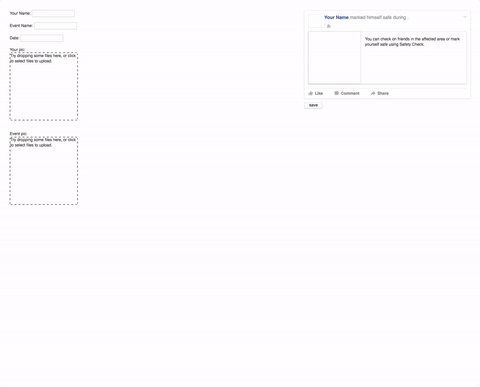 Your Name:
Event Name:
Date:
Your pic:
Try dropping some files here, or click
to select files to upload.
Event pic:
Try dropping some files here, or click
to select files to upload.
Your Name marked himself safe during .
You can check on friends in the affected area or mark
yourself safe using Safety Check.
Like Comment Share
save